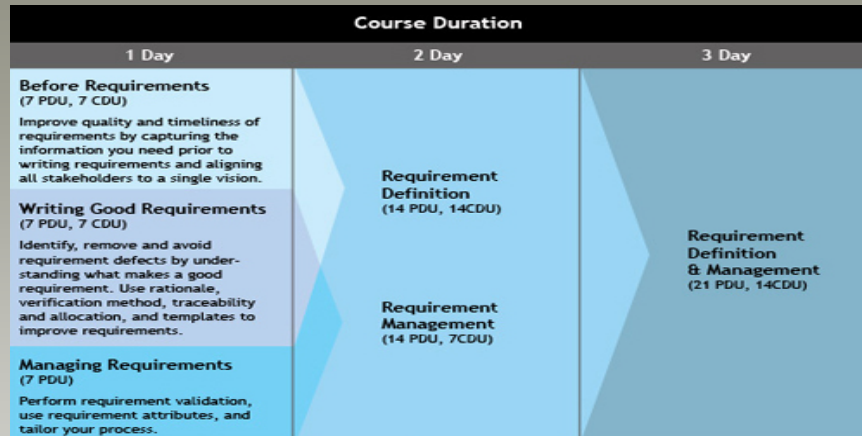 Course Duration
1 Day
2 Day
3 Day
Before Requirements
(7 PDU, 7 CDU)
Improve quality and timeliness of
requirements by capturing the
information you need prior to
writing requirements and aligning
all stakeholders to a single vision.
Writing Good Requirements
(7 PDU, 7 CDU)
Identify, remove and avoid
requirement defects by under-
standing what makes a good
requirement. Use rationale,
verification method, traceability
and allocation, and templates to
improve requirements.
Managing Requirements
(7 PDU)
Perform requirement validation,
use requirement attributes, and
tailor your process.
Requirement
Definition
(14 PDU, 14CDU)
Requirement
Management
(14 PDU, 7CDU)
Requirement
Definition
& Management
(21 PDU, 14CDU)